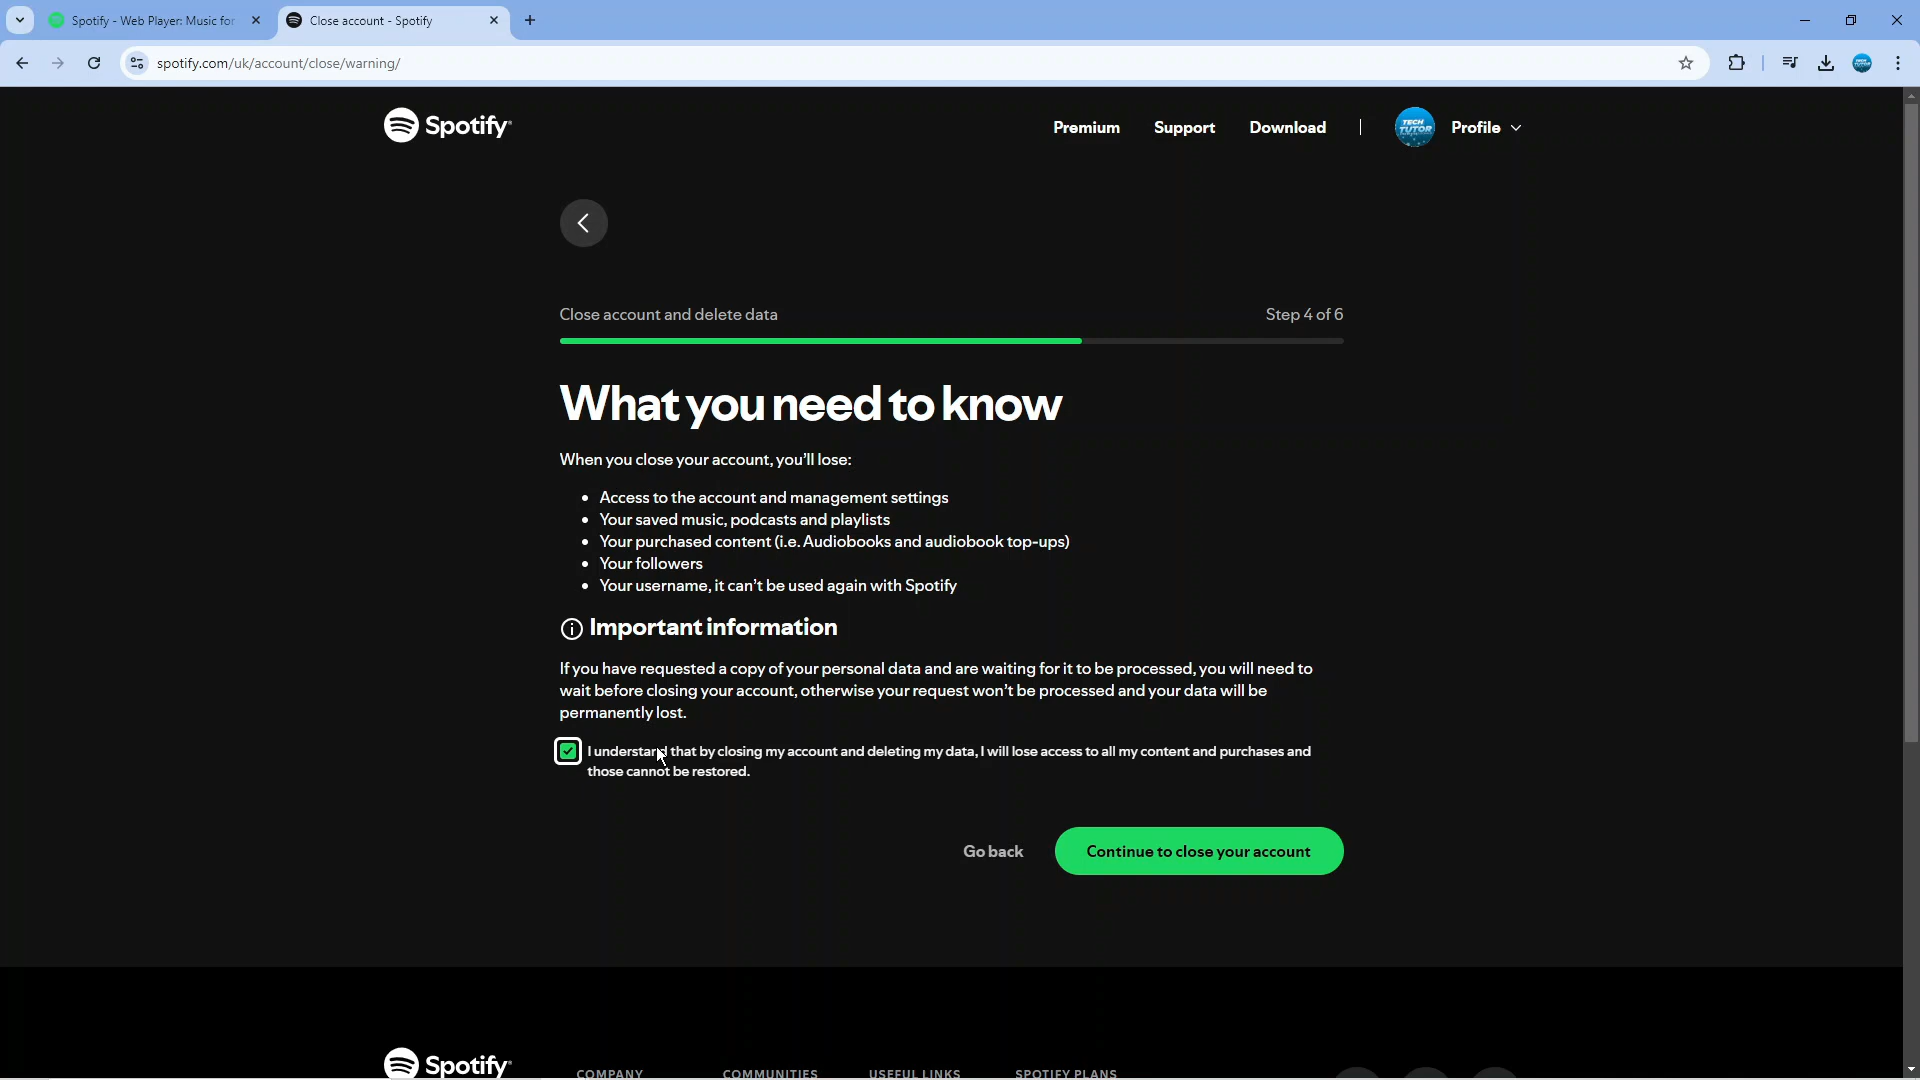 Spotify - Web Player: Music for
Close account - Spotify
spotify.com/uk/account/close/warning/
Spotify
Premium
Support
Download
TECH TUTOR
Profile
Close account and delete data
Step 4 of 6
What you need to know
When you close your account, you'll lose:
Access to the account and management settings
Your saved music, podcasts and playlists
Your purchased content (i.e. Audiobooks and audiobook top-ups)
Your followers
Your username, it can't be used again with Spotify
Important information
If you have requested a copy of your personal data and are waiting for it to be processed, you will need to
wait before closing your account, otherwise your request won't be processed and your data will be
permanently lost.
I understand that by closing my account and deleting my data, I will lose access to all my content and purchases and
those cannot be restored.
Go back
Continue to close your account
Spotify
COMPANY
COMMUNITIES
USEFUL LINKS
SPOTIFY PLANS